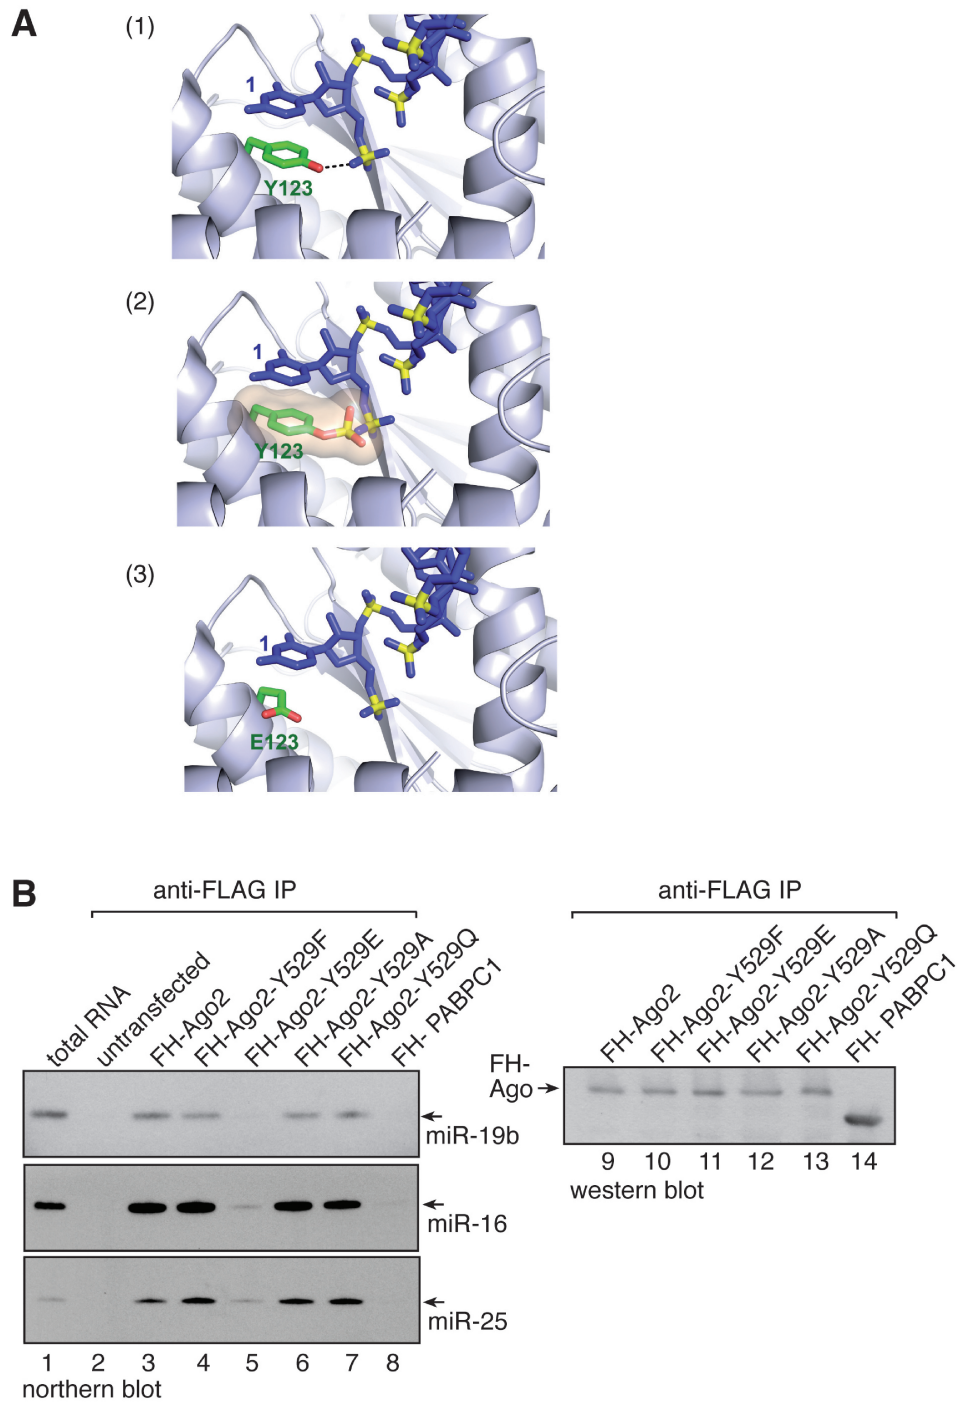 A
(1)
1
Y123
(2)
1
Y123
(3)
1
E123
B
anti-FLAG IP
total RNA
untransfected
FH-Ago2
FH-Ago2-Y529F
FH-Ago2-Y529E
FH-Ago2-Y529A
FH-Ago2-Y529Q
FH- PABPC1
miR-19b
miR-16
miR-25
1 2 3 4 5 6 7 8
northern blot
anti-FLAG IP
FH-Ago2
FH-Ago2-Y529F
FH-Ago2-Y529E
FH-Ago2-Y529A
FH-Ago2-Y529Q
FH- PABPC1
FH-
Ago
9 10 11 12 13 14
western blot